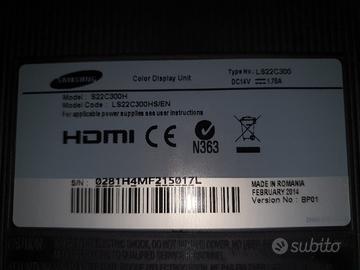 SAMSUNG
Color Display Unit
Type No : LS22C300
DC14V ⎓ 1.78A
Model : S22C300H
Model Code : LS22C300HS/EN
For applicable power supplies see user instructions
HDMI CE N363
S/N : 0281H4MF215017L
MADE IN ROMANIA
FEBRUARY 2014
Version No : BP01
subito